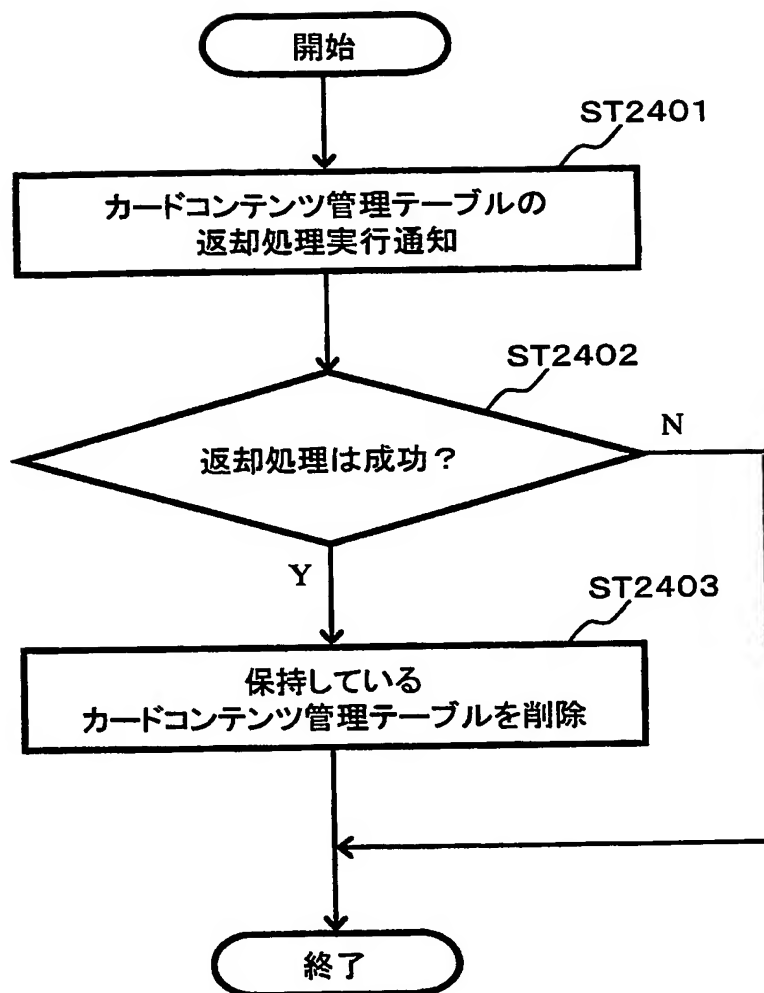 開始
ST2401
カードコンテンツ管理テーブルの
返却処理実行通知
ST2402
返却処理は成功?
N
Y
ST2403
保持している
カードコンテンツ管理テーブルを削除
終了